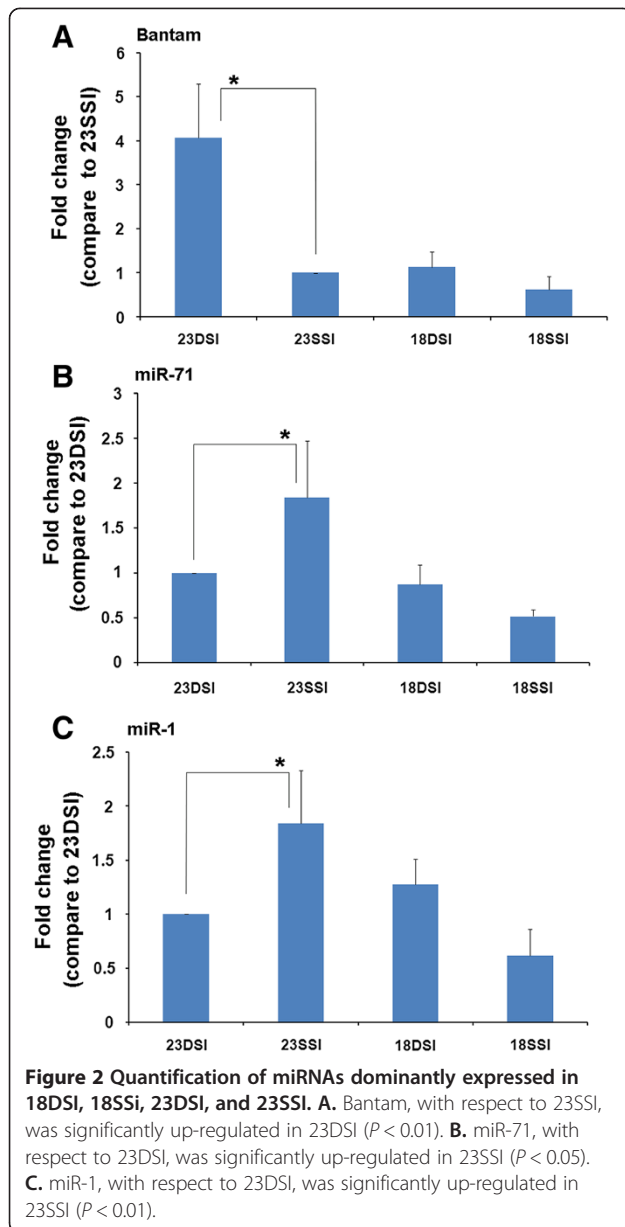 A
Bantam
Fold change
(compare to 23SSI)
6
5
4
3
2
1
0
*
23DSI 23SSI 18DSI 18SSI
B
miR-71
Fold change
(compare to 23DSI)
3
2.5
2
1.5
1
0.5
0
*
23DSI 23SSI 18DSI 18SSI
C
miR-1
Fold change
(compare to 23DSI)
2.5
2
1.5
1
0.5
0
*
23DSI 23SSI 18DSI 18SSI
Figure 2 Quantification of miRNAs dominantly expressed in
18DSI, 18SSi, 23DSI, and 23SSI. A. Bantam, with respect to 23SSI,
was significantly up-regulated in 23DSI (P < 0.01). B. miR-71, with
respect to 23DSI, was significantly up-regulated in 23SSI (P < 0.05).
C. miR-1, with respect to 23DSI, was significantly up-regulated in
23SSI (P < 0.01).